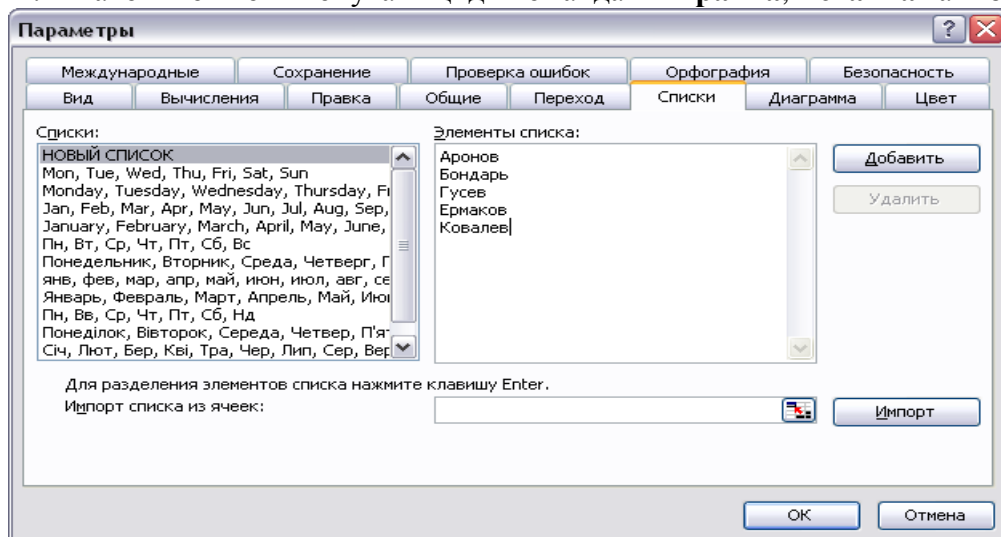 Параметры
Международные Сохранение Проверка ошибок Орфография Безопасность
Вид Вычисления Правка Общие Переход Списки Диаграмма Цвет
Списки:
НОВЫЙ СПИСОК
Mon, Tue, Wed, Thu, Fri, Sat, Sun
Monday, Tuesday, Wednesday, Thursday, Fr
Jan, Feb, Mar, Apr, May, Jun, Jul, Aug, Sep,
January, February, March, April, May, June,
Пн, Вт, Ср, Чт, Пт, Сб, Вс
Понедельник, Вторник, Среда, Четверг, П
янв, фев, мар, апр, май, июн, июл, авг, се
Январь, Февраль, Март, Апрель, Май, Июн
Пн, Вв, Ср, Чт, Пт, Сб, Нд
Понеділок, Вівторок, Середа, Четвер, П'ят
Січ, Лют, Бер, Кві, Тра, Чер, Лип, Сер, Вер
Элементы списка:
Аронов
Бондарь
Гусев
Ермаков
Ковалев
Добавить
Удалить
Для разделения элементов списка нажмите клавишу Enter.
Импорт списка из ячеек:
Импорт
ОК Отмена